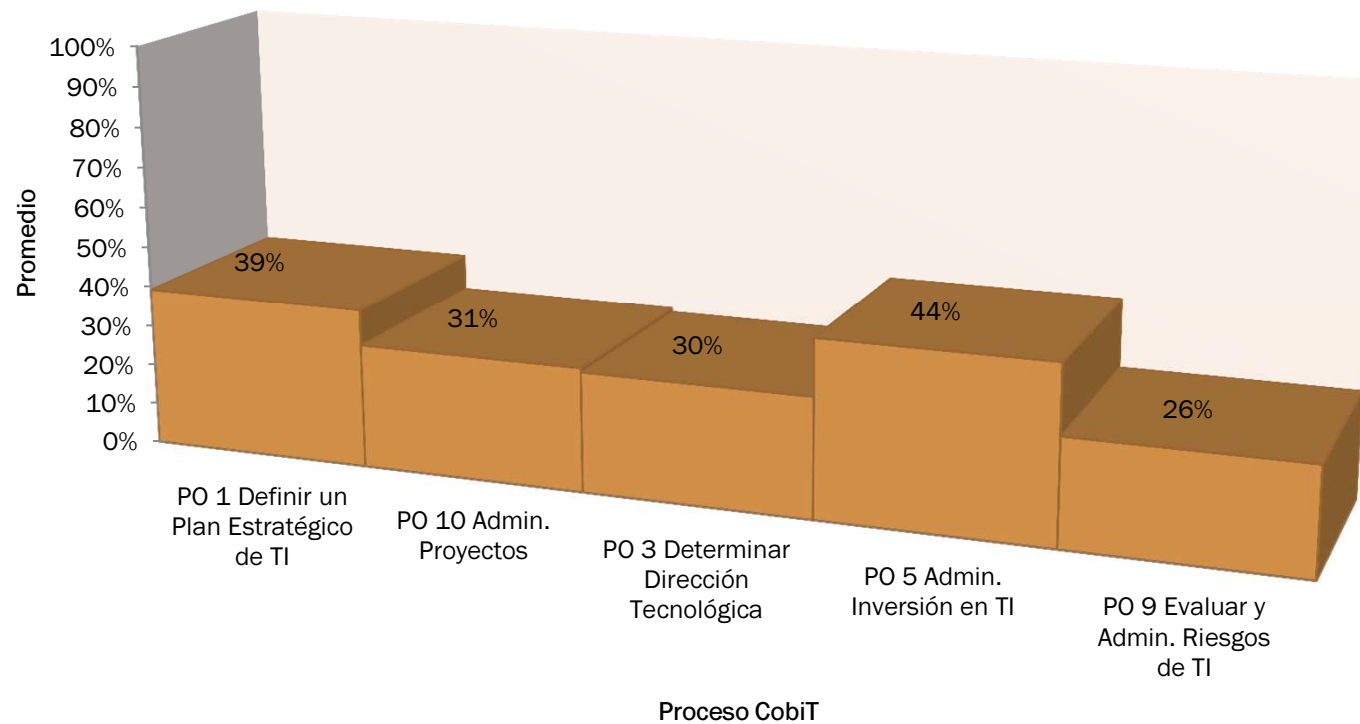 100%
90%
80%
70%
60%
50%
40%
30%
20%
10%
0%
Promedio
39%
31%
30%
44%
26%
PO 1 Definir un
Plan Estratégico
de TI
PO 10 Admin.
Proyectos
PO 3 Determinar
Dirección
Tecnológica
PO 5 Admin.
Inversión en TI
PO 9 Evaluar y
Admin. Riesgos
de TI
Proceso CobiT